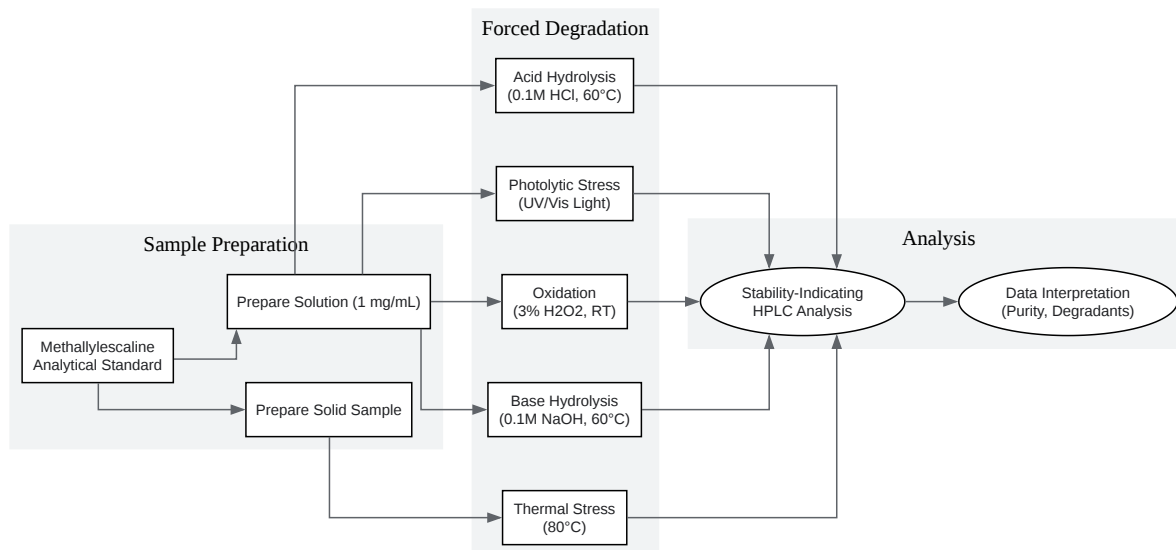 Forced Degradation
Acid Hydrolysis
(0.1M HCl, 60°C)
Photolytic Stress
(UV/Vis Light)
Sample Preparation
Analysis
Prepare Solution (1 mg/mL)
Oxidation
(3% H2O2, RT)
Stability-Indicating
HPLC Analysis
Data Interpretation
(Purity, Degradants)
Methallylescaline
Analytical Standard
Prepare Solid Sample
Base Hydrolysis
(0.1M NaOH, 60°C)
Thermal Stress
(80°C)